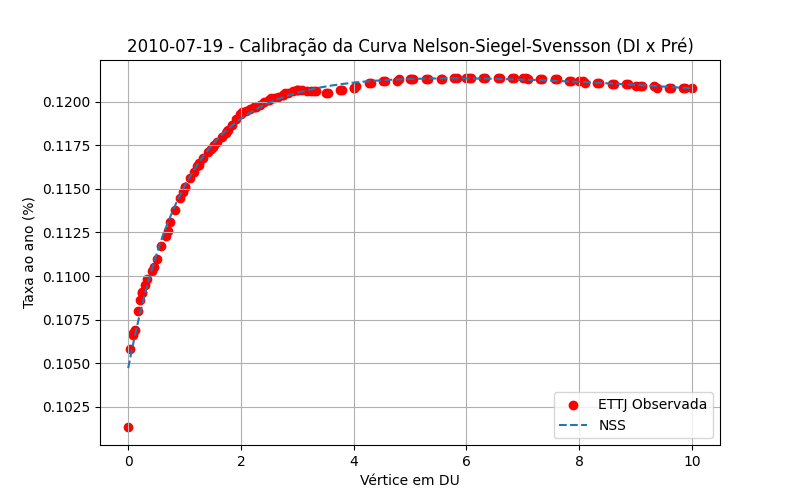 2010-07-19 - Calibração da Curva Nelson-Siegel-Svensson (DI x Pré)
Taxa ao ano (%)
0.1200
0.1175
0.1150
0.1125
0.1100
0.1075
0.1050
0.1025
ETTJ Observada
NSS
0 2 4 6 8 10
Vértice em DU